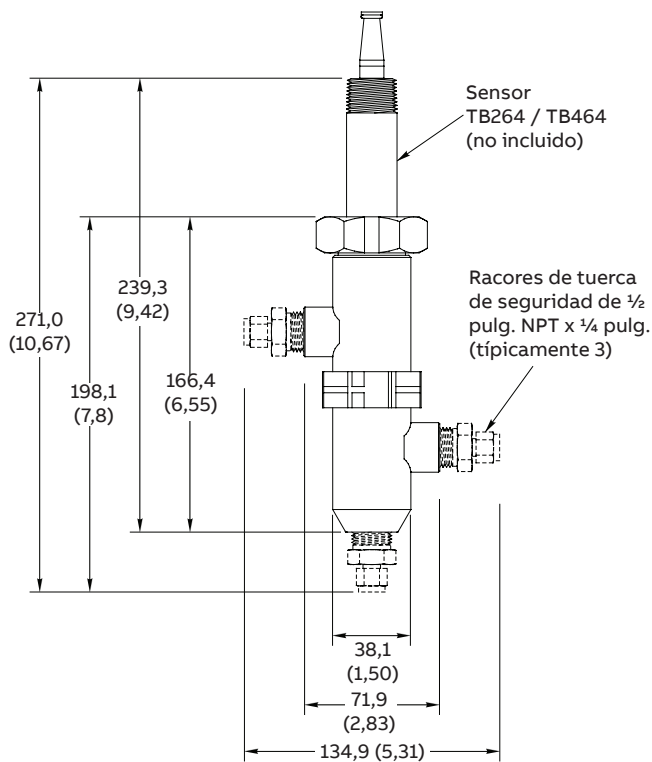 Sensor
TB264 / TB464
(no incluido)
Racores de tuerca
de seguridad de ½
pulg. NPT x ¼ pulg.
(típicamente 3)
239,3
(9,42)
271,0
(10,67)
198,1
(7,8)
166,4
(6,55)
38,1
(1,50)
71,9
(2,83)
134,9 (5,31)